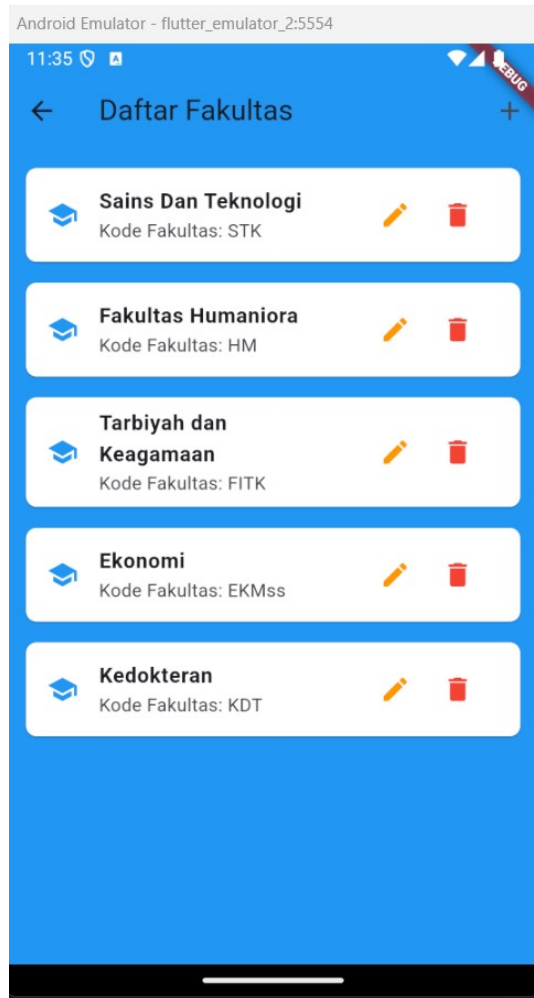 Android Emulator - flutter_emulator_2:5554
11:35
A
DEBUG
Daftar Fakultas
Sains Dan Teknologi
Kode Fakultas: STK
Fakultas Humaniora
Kode Fakultas: HM
Tarbiyah dan
Keagamaan
Kode Fakultas: FITK
Ekonomi
Kode Fakultas: EKMss
Kedokteran
Kode Fakultas: KDT